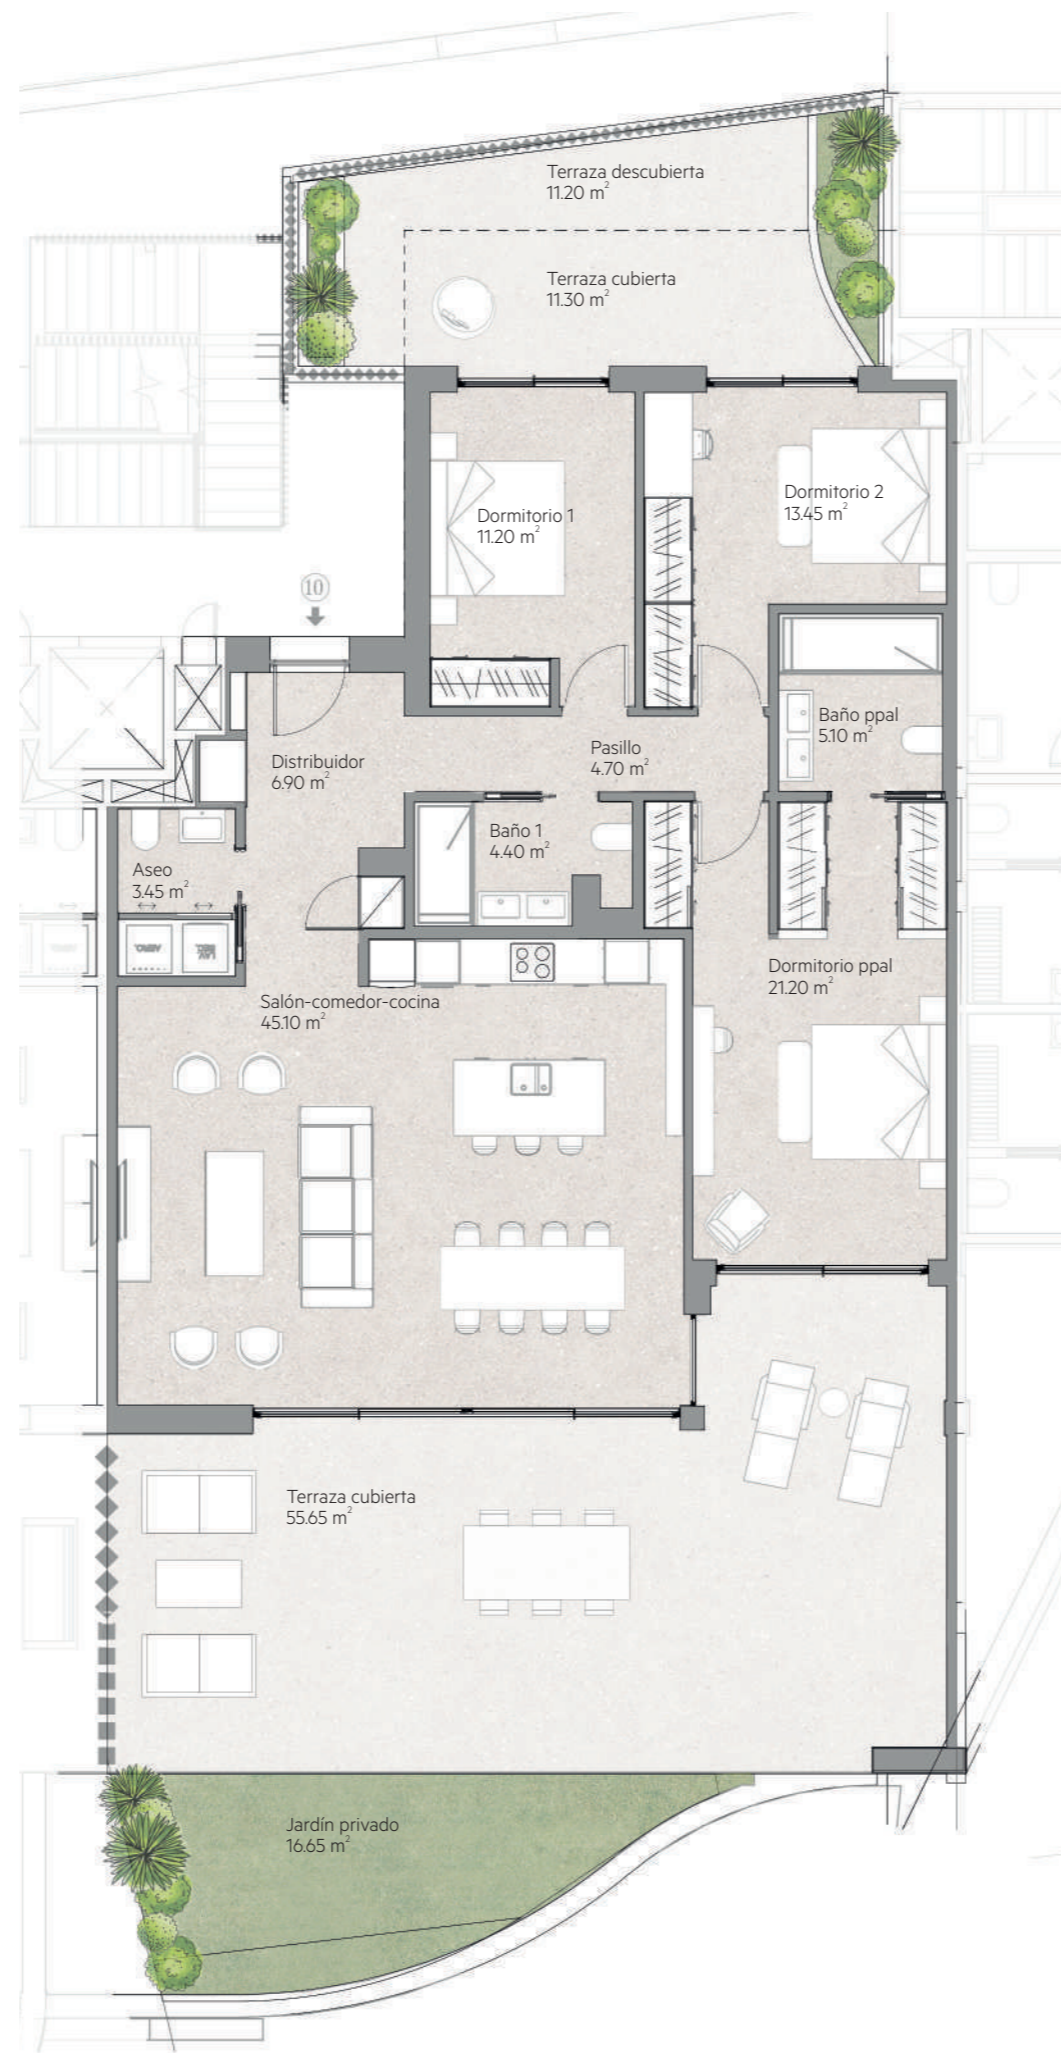 Terraza descubierta
11.20 m²
Terraza cubierta
11.30 m²
Dormitorio 1
11.20 m²
Dormitorio 2
13.45 m²
10
Baño ppal
5.10 m²
Distribuidor
6.90 m²
Pasillo
4.70 m²
Baño 1
4.40 m²
Aseo
3.45 m²
AERO.
LAV
SEC.
Dormitorio ppal
21.20 m²
Salón-comedor-cocina
45.10 m²
Terraza cubierta
55.65 m²
Jardín privado
16.65 m²